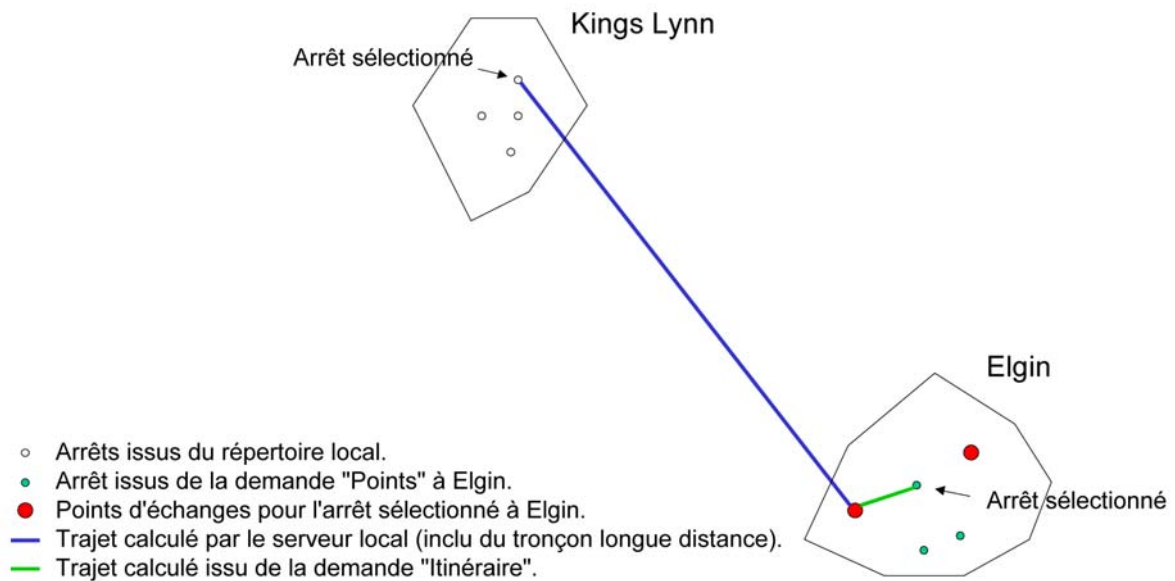 Kings Lynn
Arrêt sélectionné
Elgin
Arrêt sélectionné
Arrêts issus du répertoire local.
Arrêt issus de la demande "Points" à Elgin.
Points d'échanges pour l'arrêt sélectionné à Elgin.
Trajet calculé par le serveur local (inclu du tronçon longue distance).
Trajet calculé issu de la demande "Itinéraire".